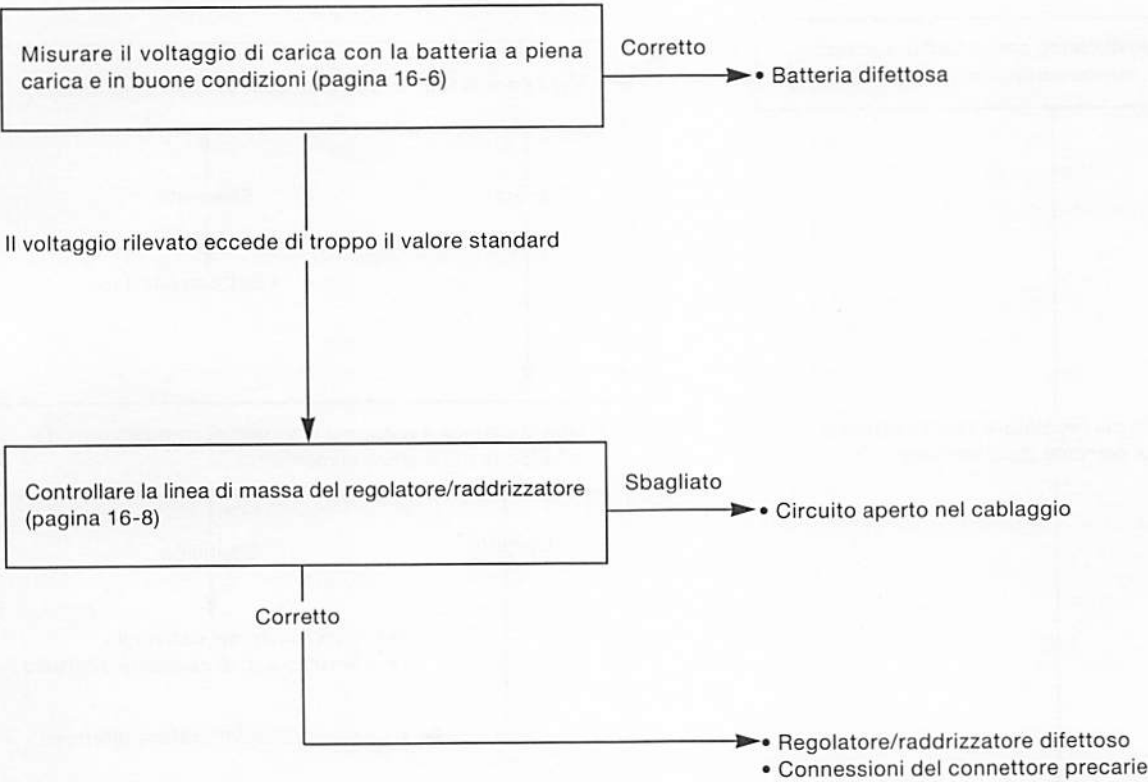 Misurare il voltaggio di carica con la batteria a piena
carica e in buone condizioni (pagina 16-6)
Corretto
• Batteria difettosa
Il voltaggio rilevato eccede di troppo il valore standard
Controllare la linea di massa del regolatore/raddrizzatore
(pagina 16-8)
Sbagliato
• Circuito aperto nel cablaggio
Corretto
• Regolatore/raddrizzatore difettoso
• Connessioni del connettore precarie